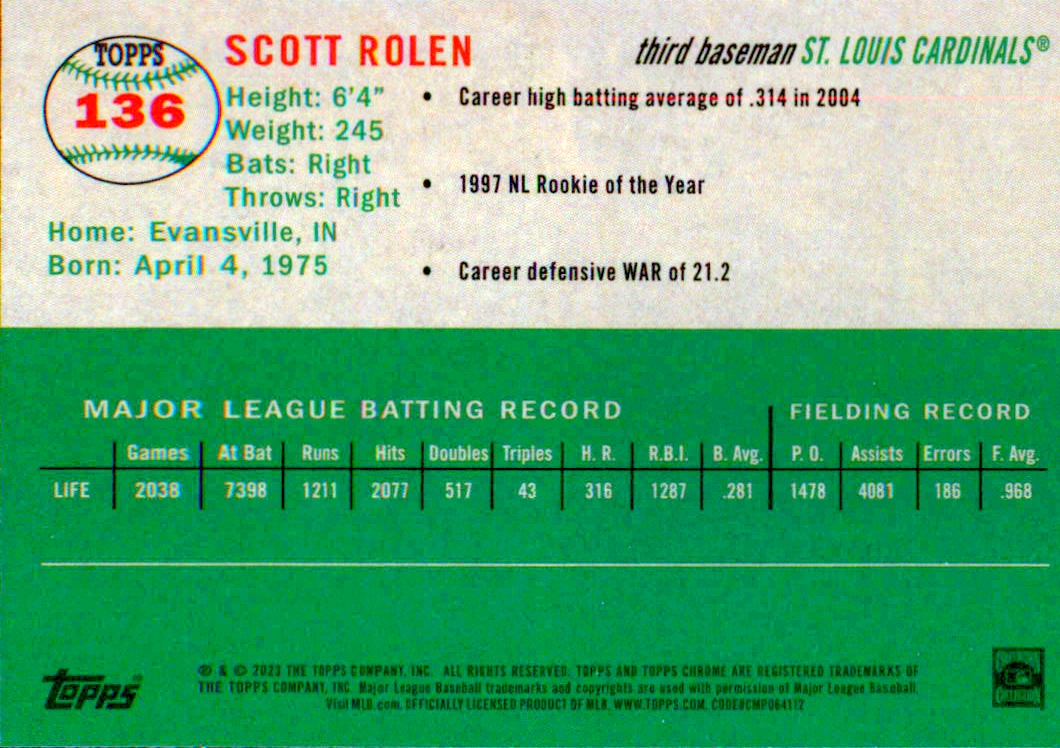 TOPPS
136
SCOTT ROLEN
third baseman ST. LOUIS CARDINALS®
Height: 6'4"
Weight: 245
Bats: Right
Throws: Right
Home: Evansville, IN
Born: April 4, 1975
• Career high batting average of .314 in 2004
• 1997 NL Rookie of the Year
• Career defensive WAR of 21.2
MAJOR LEAGUE BATTING RECORD FIELDING RECORD
Games At Bat Runs Hits Doubles Triples H. R. R.B.I. B. Avg. P. O. Assists Errors F. Avg.
LIFE 2038 7398 1211 2077 517 43 316 1287 .281 1478 4081 186 .968
topps®
® & © 2023 THE TOPPS COMPANY, INC. ALL RIGHTS RESERVED. TOPPS AND TOPPS CHROME ARE REGISTERED TRADEMARKS OF
THE TOPPS COMPANY, INC. Major League Baseball trademarks and copyrights are used with permission of Major League Baseball.
Visit MLB.com. OFFICIALLY LICENSED PRODUCT OF MLB. WWW.TOPPS.COM. CODE#CMP064112